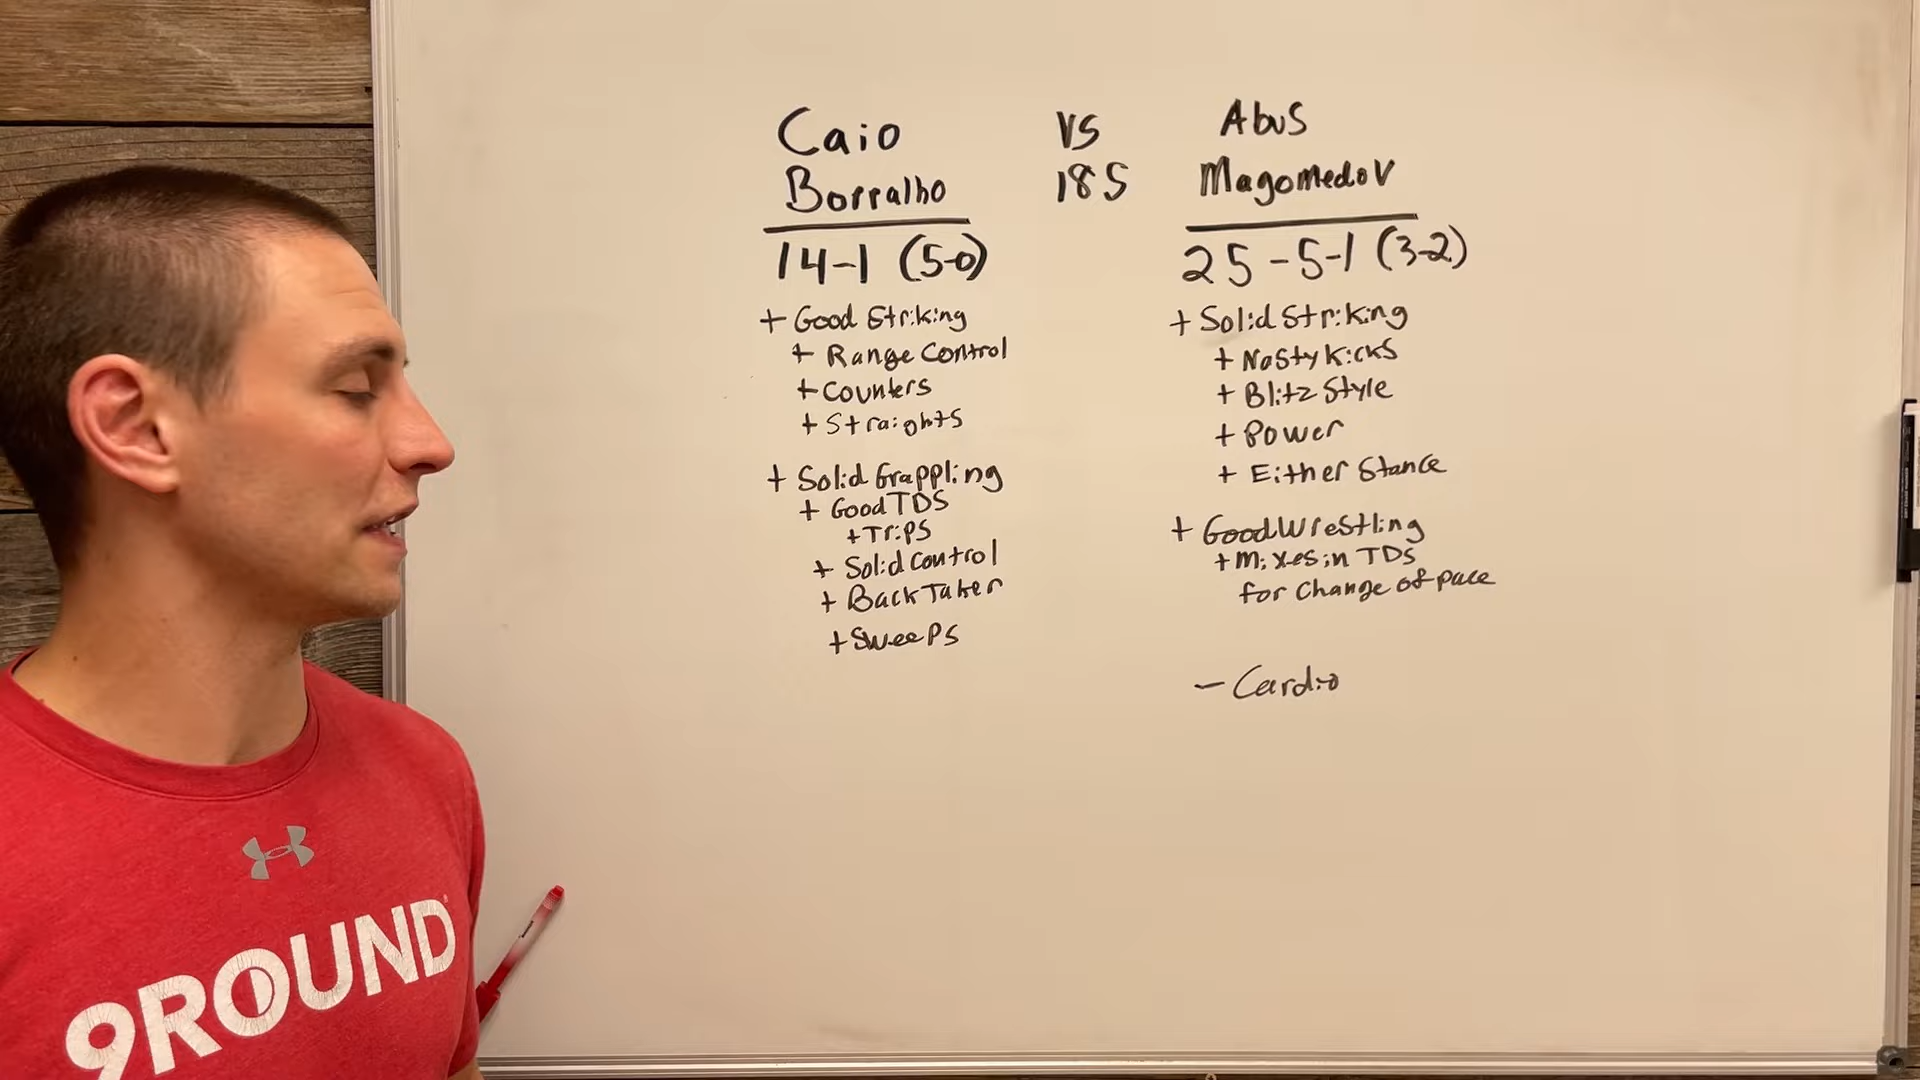 Caio
Borralho
14-1 (5-0)
+ Good Striking
+ Range Control
+ Counters
+ Straights
+ Solid Grappling
+ Good TDS
+ Trips
+ Solid Control
+ Back Taker
+ Sweeps
VS
185
Abus
Magomedov
25-5-1 (3-2)
+ Solid Striking
+ Nasty Kicks
+ Blitz Style
+ Power
+ Either Stance
+ Good Wrestling
+ Mixes in TDS
for Change of pace
- Cardio
9ROUND